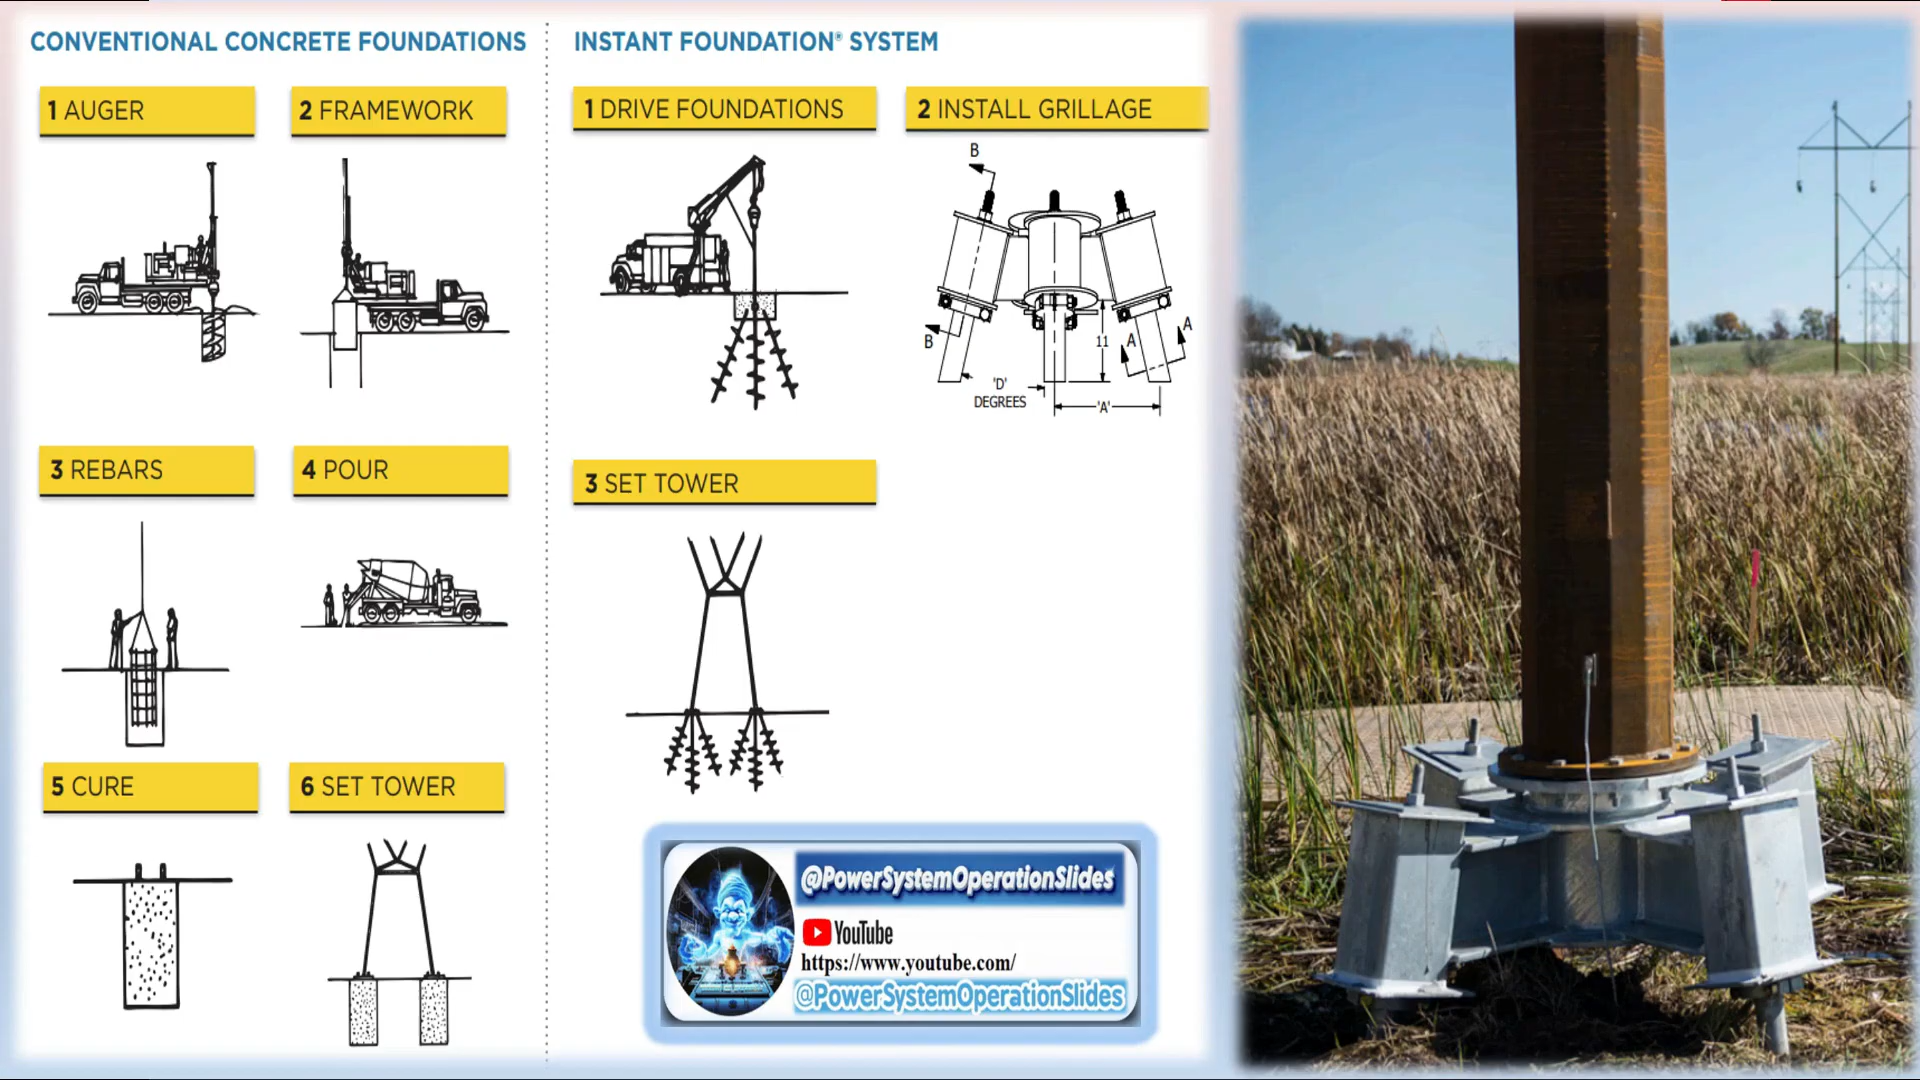 CONVENTIONAL CONCRETE FOUNDATIONS
1 AUGER
2 FRAMEWORK
3 REBARS
4 POUR
5 CURE
6 SET TOWER
INSTANT FOUNDATION® SYSTEM
1 DRIVE FOUNDATIONS
2 INSTALL GRILLAGE
B
B
A
A
11
'D'
DEGREES
'A'
3 SET TOWER
@PowerSystemOperationSlides
YouTube
https://www.youtube.com/
@PowerSystemOperationSlides